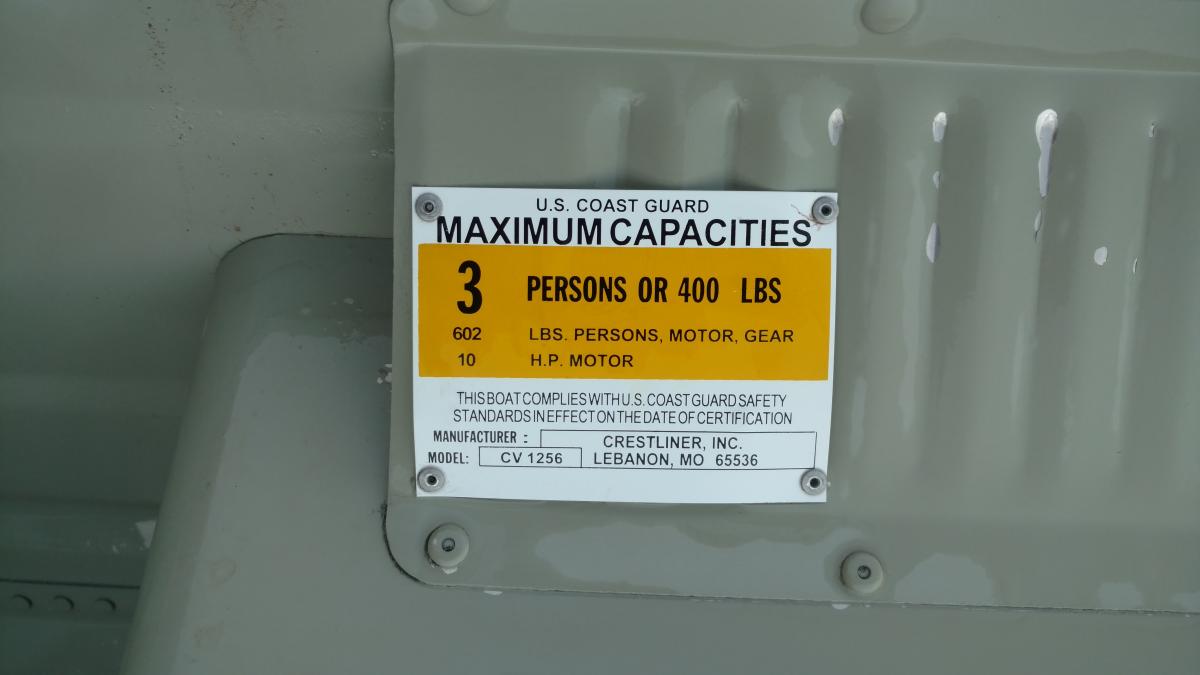 U.S. COAST GUARD
MAXIMUM CAPACITIES
3 PERSONS OR 400 LBS
602 LBS. PERSONS, MOTOR, GEAR
10 H.P. MOTOR
THIS BOAT COMPLIES WITH U.S. COAST GUARD SAFETY
STANDARDS IN EFFECT ON THE DATE OF CERTIFICATION
MANUFACTURER : CRESTLINER, INC.
MODEL: CV 1256 LEBANON, MO 65536